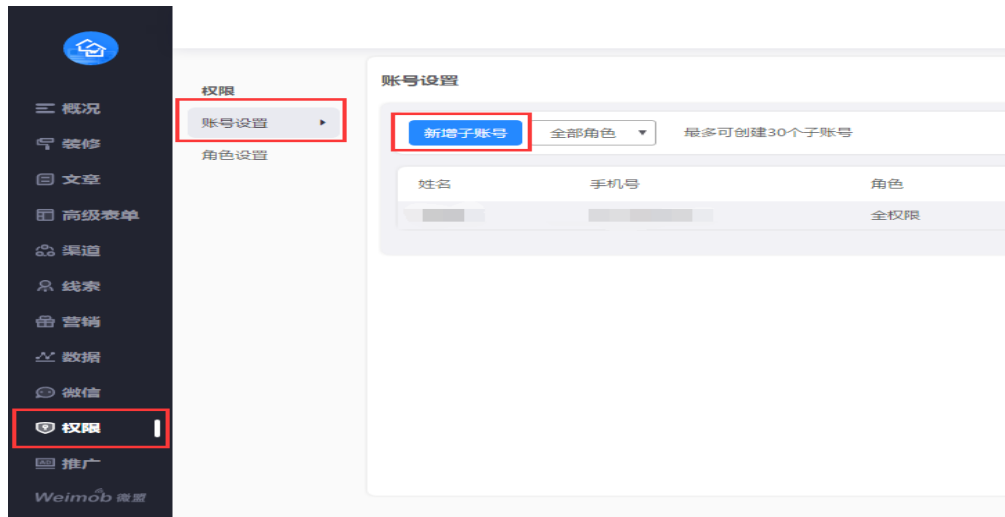 概况
装修
文章
高级表单
渠道
线索
营销
数据
微信
权限
推广
Weimob 微盟
权限
账号设置
角色设置
账号设置
新增子账号 全部角色 最多可创建30个子账号
姓名 手机号 角色
全权限